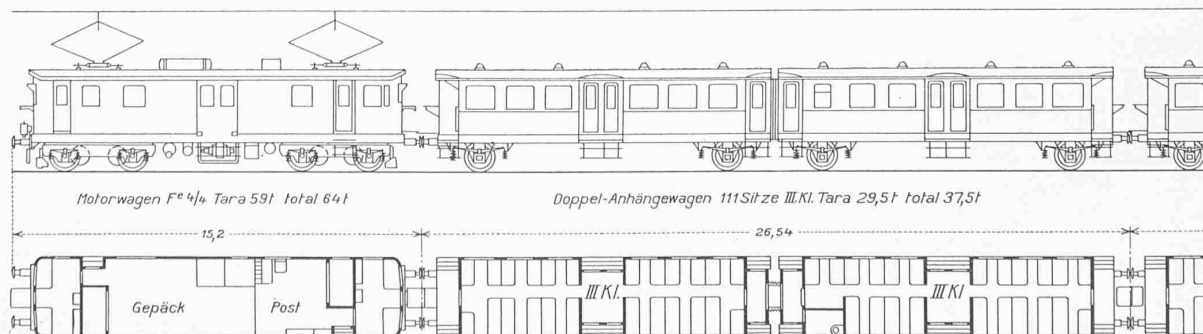 Motorwagen Fe 4/4 Tara 59t total 64t
Doppel-Anhängewagen 111 Sitze III. Kl. Tara 29,5t total 37,5t
15,2
26,54
Gepäck
Post
III Kl.
III Kl